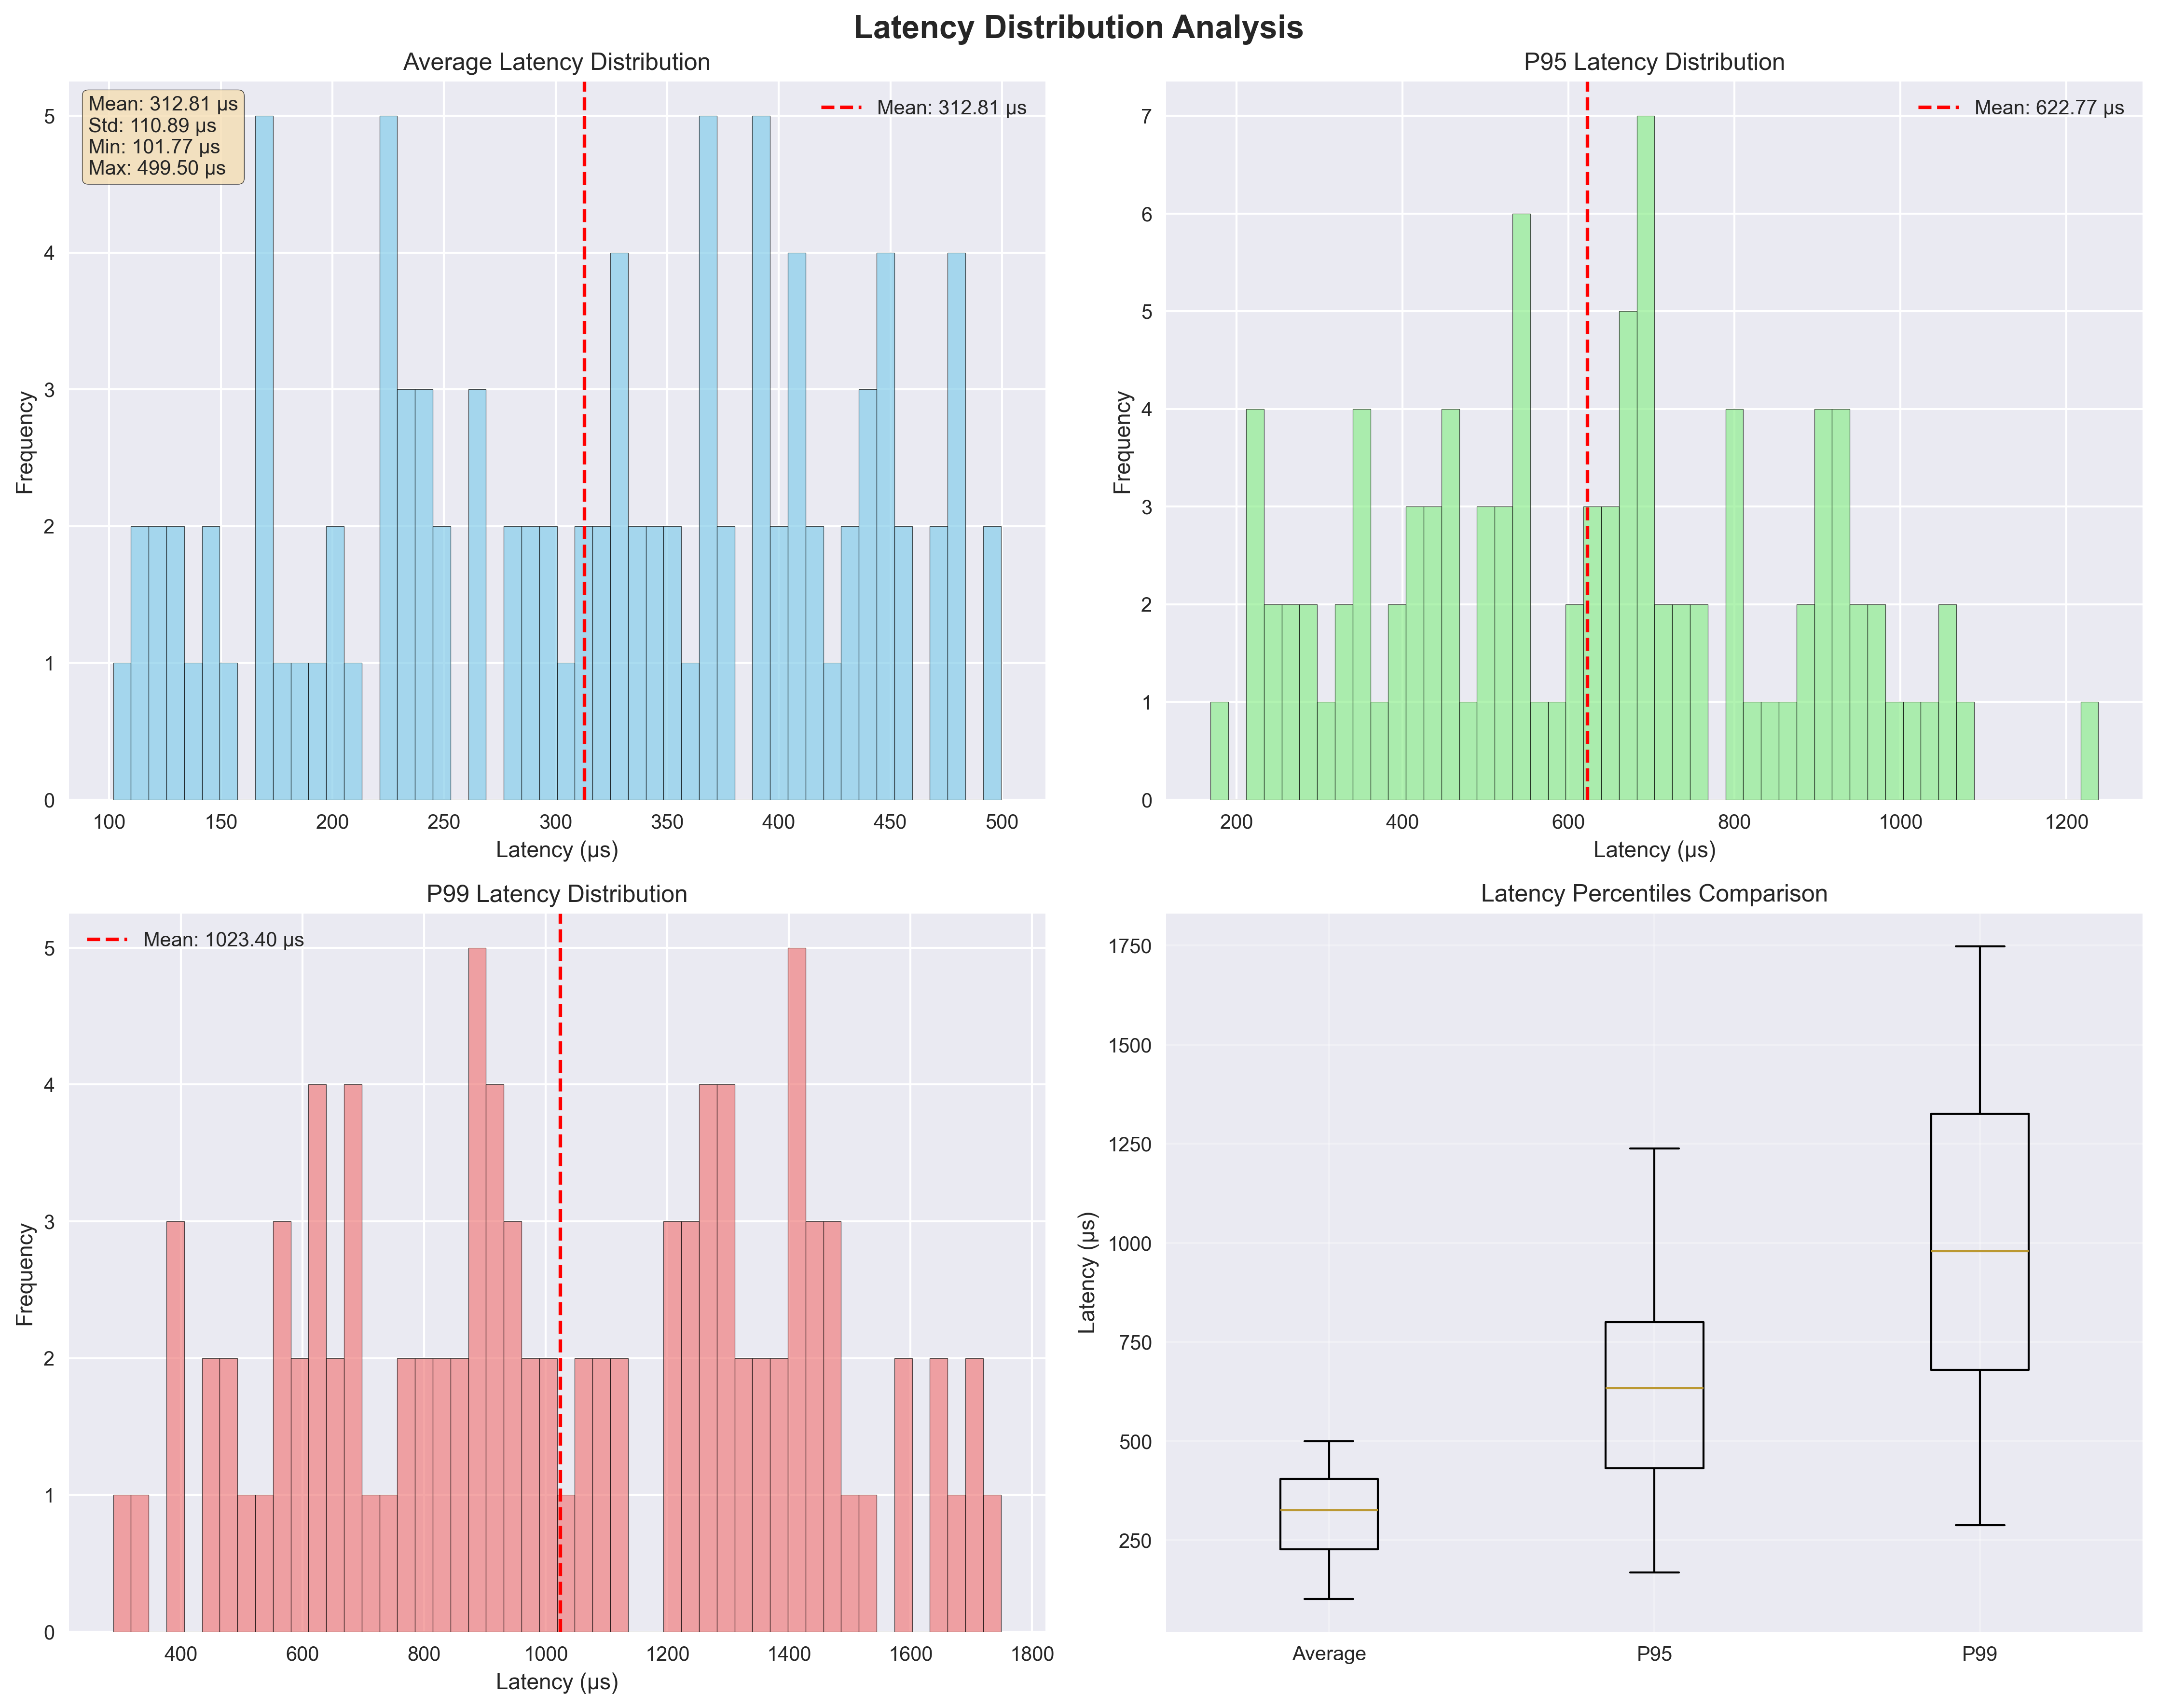 Latency Distribution Analysis
Average Latency Distribution
Mean: 312.81 µs
Std: 110.89 µs
Min: 101.77 µs
Max: 499.50 µs
Mean: 312.81 µs
5
4
3
2
1
0
Frequency
100 150 200 250 300 350 400 450 500
Latency (µs)
P95 Latency Distribution
Mean: 622.77 µs
7
6
5
4
3
2
1
0
Frequency
200 400 600 800 1000 1200
Latency (µs)
P99 Latency Distribution
Mean: 1023.40 µs
5
4
3
2
1
0
Frequency
400 600 800 1000 1200 1400 1600 1800
Latency (µs)
Latency Percentiles Comparison
1750
1500
1250
1000
750
500
250
Latency (µs)
Average P95 P99